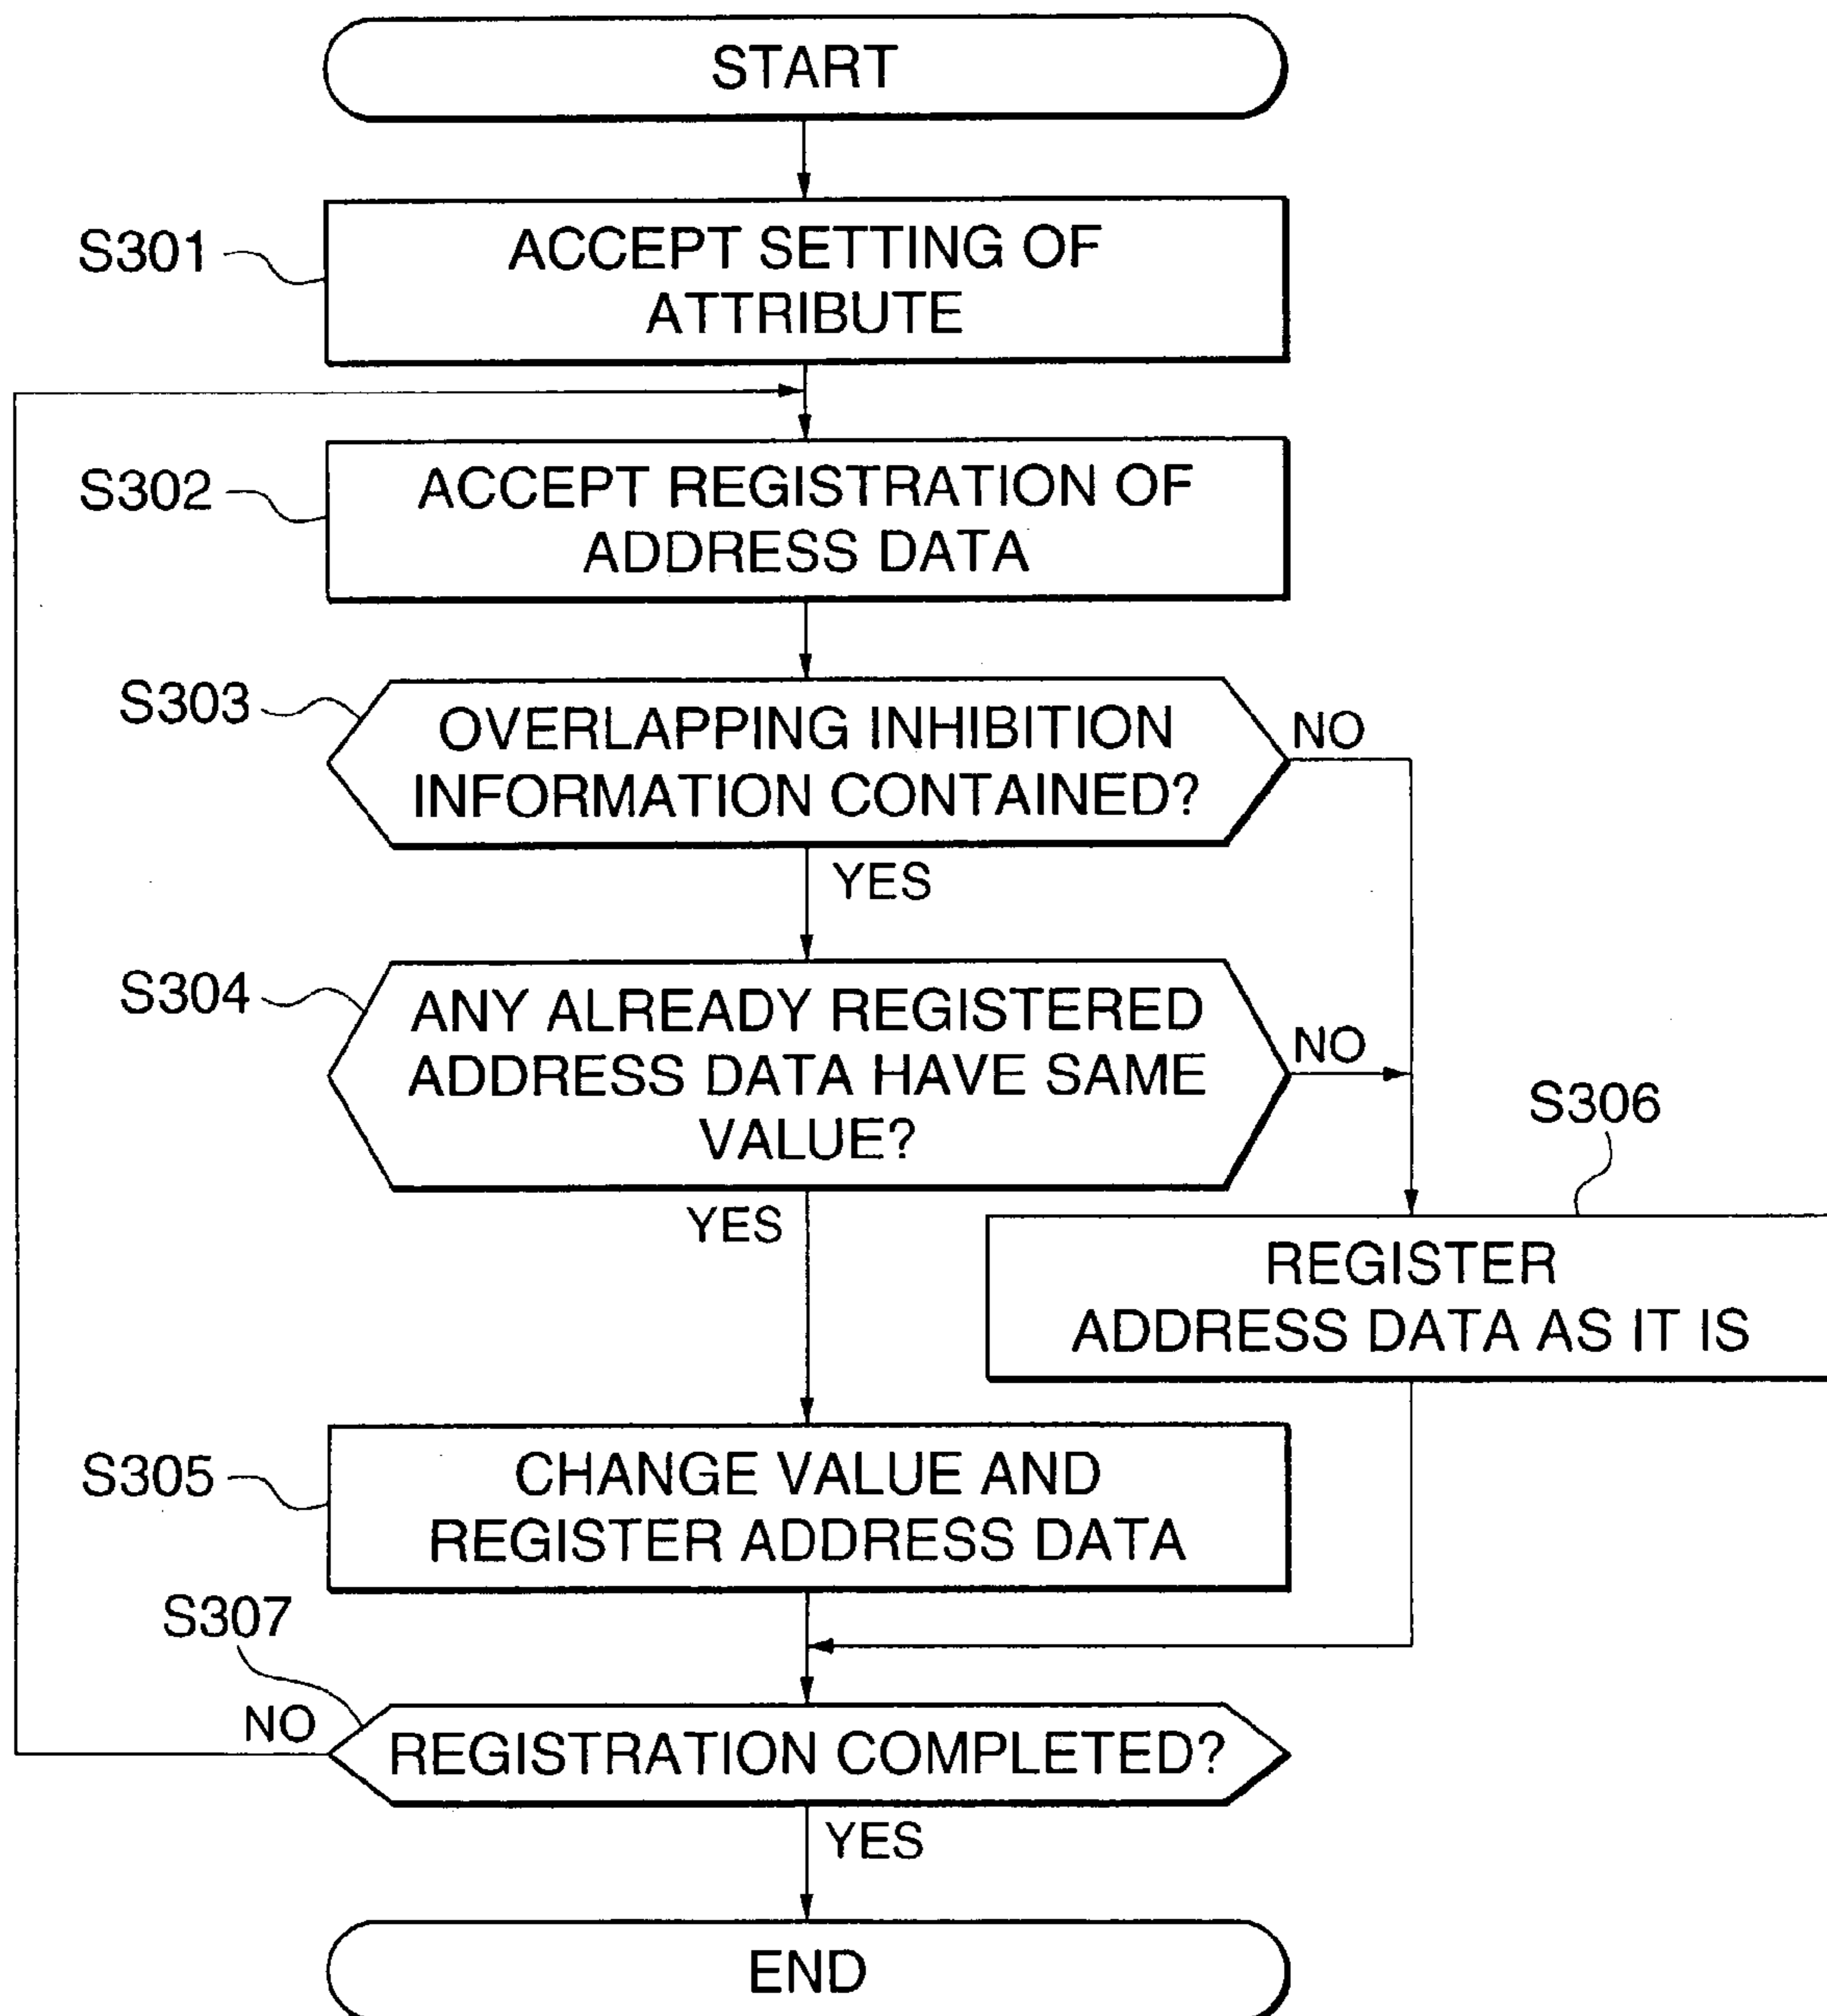 START
S301
ACCEPT SETTING OF
ATTRIBUTE
S302
ACCEPT REGISTRATION OF
ADDRESS DATA
S303
OVERLAPPING INHIBITION
INFORMATION CONTAINED?
NO
YES
S304
ANY ALREADY REGISTERED
ADDRESS DATA HAVE SAME
VALUE?
NO
YES
S306
REGISTER
ADDRESS DATA AS IT IS
S305
CHANGE VALUE AND
REGISTER ADDRESS DATA
S307
NO
REGISTRATION COMPLETED?
YES
END